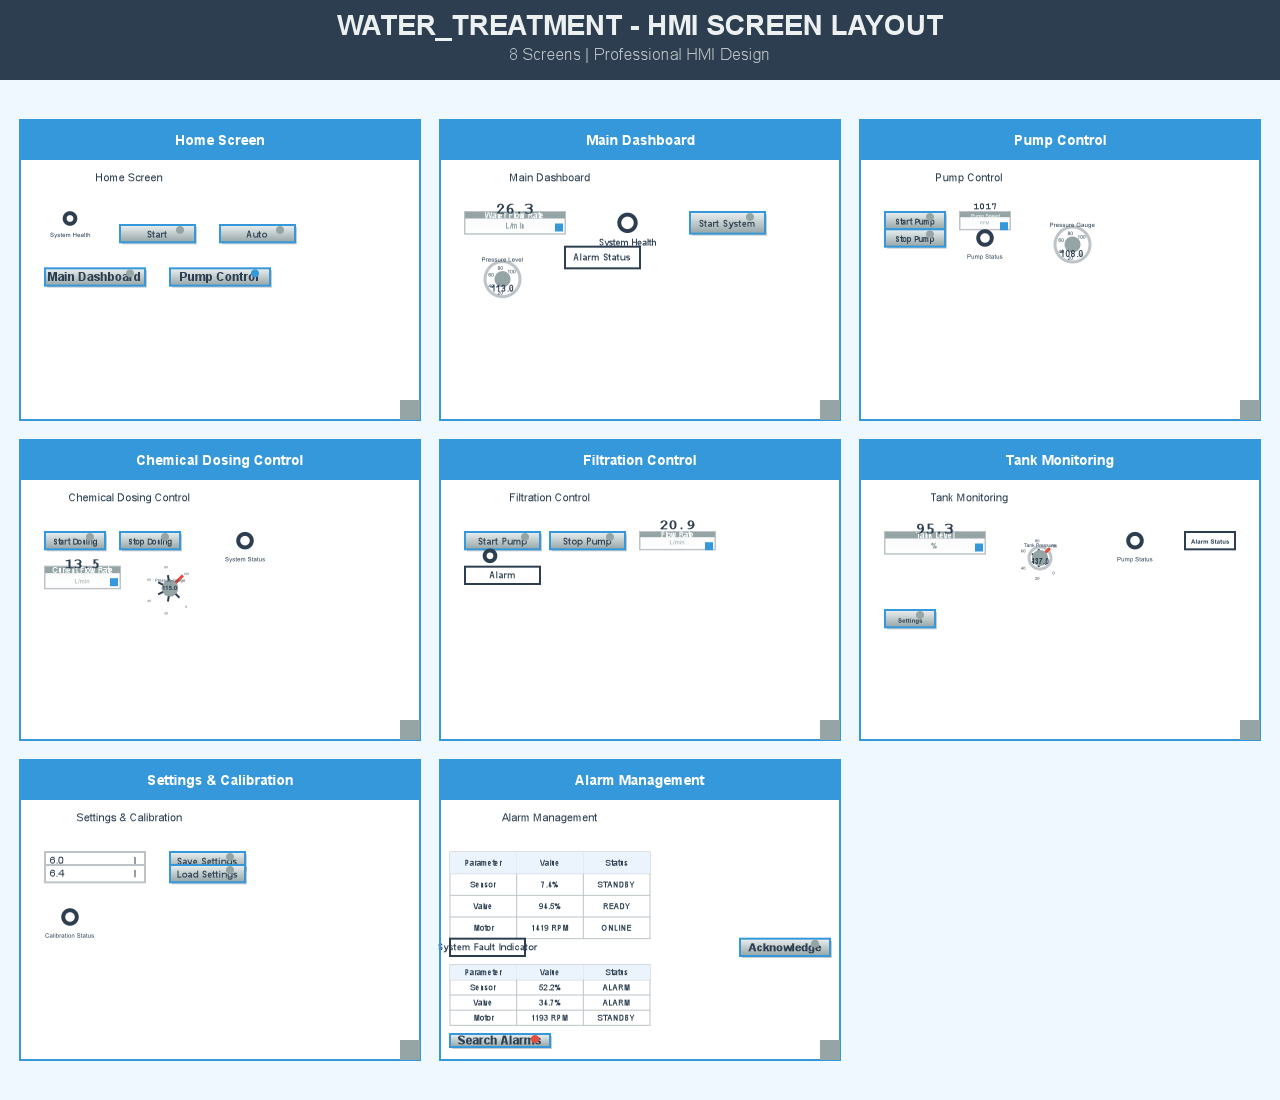 WATER_TREATMENT - HMI SCREEN LAYOUT
8 Screens | Professional HMI Design
Home Screen
Home Screen
System Health
Start
Auto
Main Dashboard
Pump Control
Main Dashboard
Main Dashboard
26.3
Water Flow Rate
L/min
System Health
Start System
Alarm Status
Pressure Level
80
100
60
113.0
Pump Control
Pump Control
Start Pump
Stop Pump
1017
Pump Speed
RPM
Pump Status
Pressure Gauge
80
100
60
108.0
Chemical Dosing Control
Chemical Dosing Control
Start Dosing
Stop Dosing
System Status
13.5
Current Flow Rate
L/min
115.0
Filtration Control
Filtration Control
Start Pump
Stop Pump
20.9
Flow Rate
L/min
Alarm
Tank Monitoring
Tank Monitoring
95.3
Tank Level
%
Tank Pressure
80
60
40
20
0
Pump Status
Alarm Status
Settings
Settings & Calibration
Settings & Calibration
6.0
6.4
Save Settings
Load Settings
Calibration Status
Alarm Management
Alarm Management
Parameter Value Status
Sensor 7.4% STANDBY
Value 94.5% READY
Motor 1419 RPM ONLINE
System Fault Indicator
Acknowledge
Parameter Value Status
Sensor 52.2% ALARM
Value 34.7% ALARM
Motor 1193 RPM STANDBY
Search Alarms